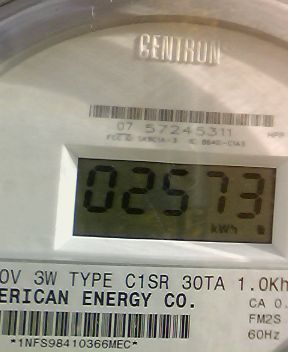 CENTRON
07 57245311
02573
kWh
0V 3W TYPE C1SR 30TA 1.0Kh
ERICAN ENERGY CO.
CA 0.
FM2S
*1NFS98410366MEC*
60Hz